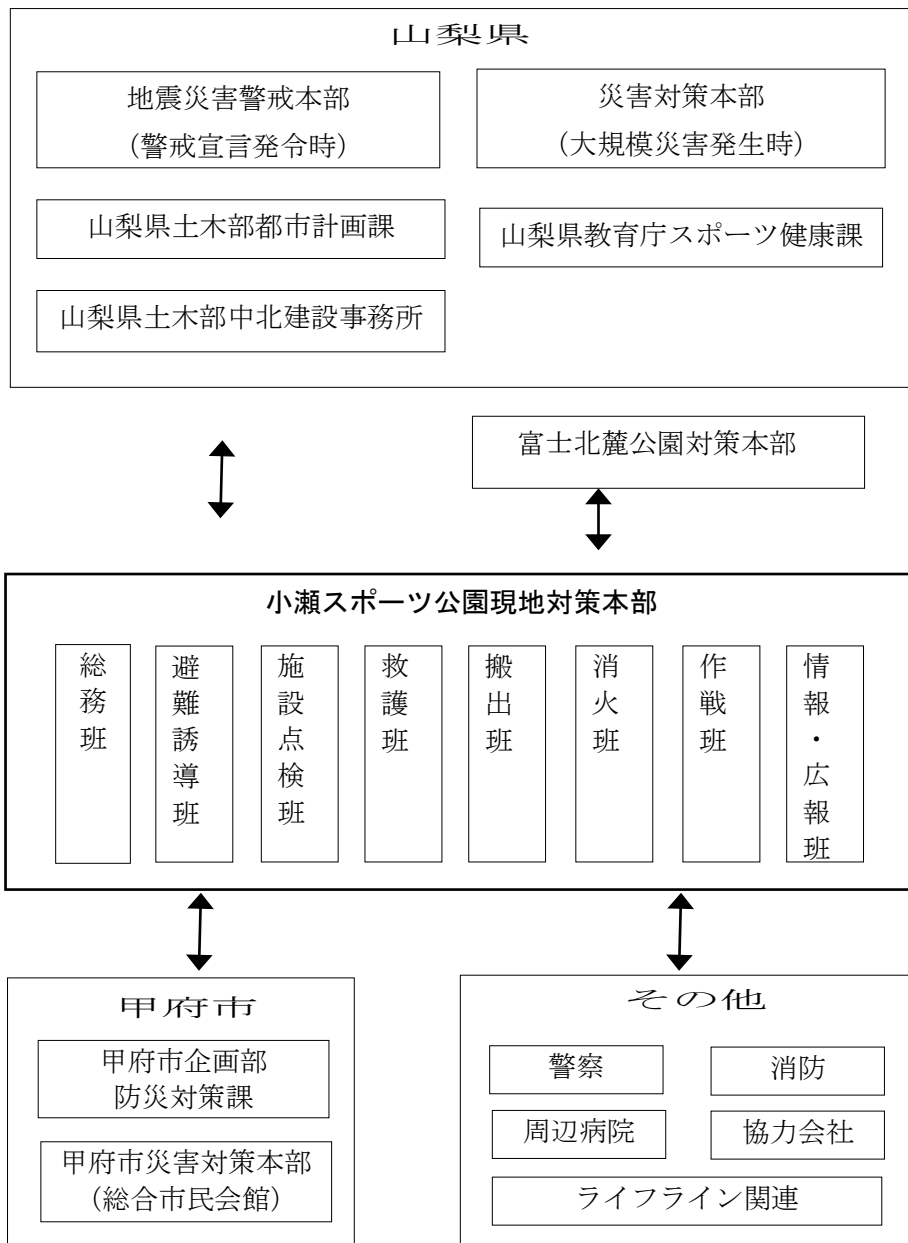 山梨県
地震災害警戒本部
（警戒宣言発令時）
災害対策本部
（大規模災害発生時）
山梨県土木部都市計画課
山梨県教育庁スポーツ健康課
山梨県土木部中北建設事務所
富士北麓公園対策本部
小瀬スポーツ公園現地対策本部
総務班
避難誘導班
施設点検班
救護班
搬出班
消火班
作戦班
情報・広報班
甲府市
甲府市企画部
防災対策課
甲府市災害対策本部
（総合市民会館）
その他
警察
消防
周辺病院
協力会社
ライフライン関連